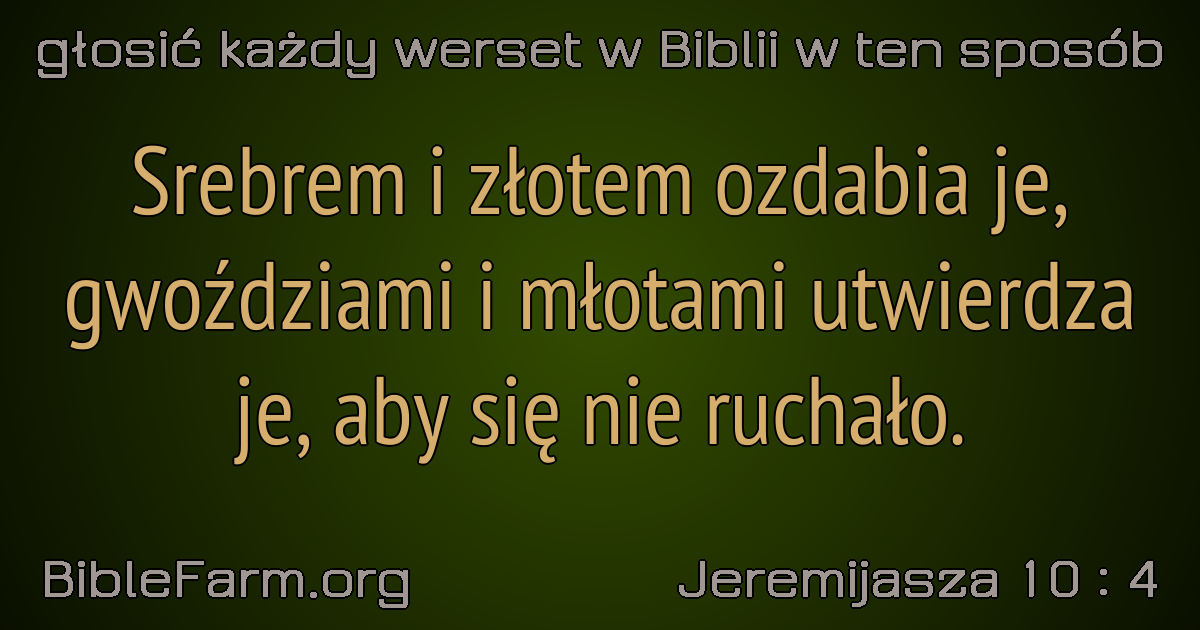 głosić każdy werset w Biblii w ten sposób
Srebrem i złotem ozdabia je,
gwoździami i młotami utwierdza
je, aby się nie ruchało.
BibleFarm.org
Jeremijasza 10 : 4